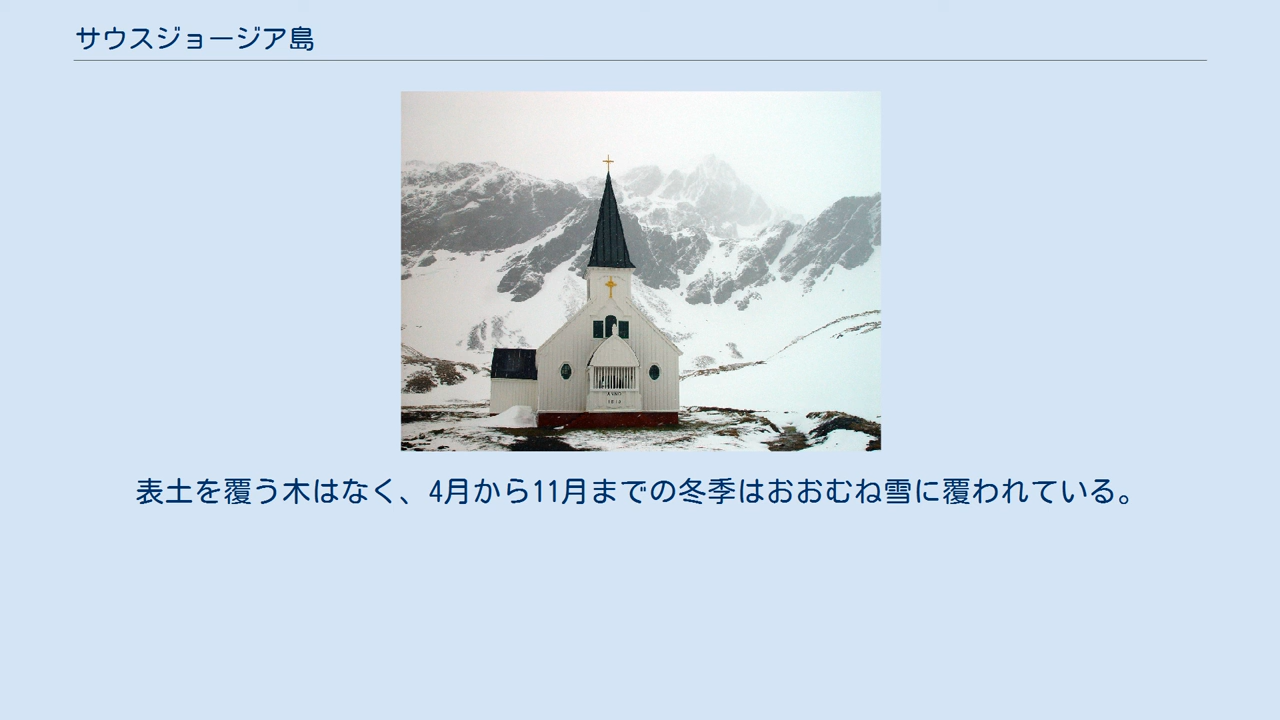 サウスジョージア島
表土を覆う木はなく、4月から11月までの冬季はおおむね雪に覆われている。